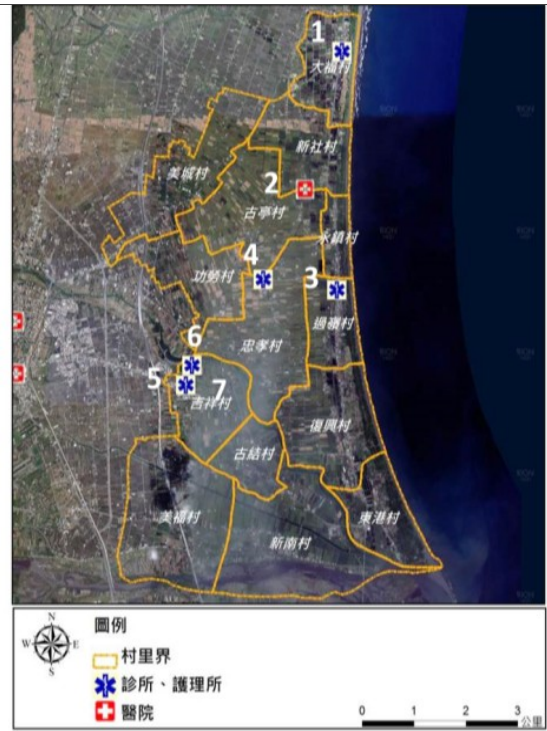 1
大福村
新社村
美城村
2
古亭村
永鎮村
4
功勞村
3
過嶺村
忠孝村
6
5
7
吉祥村
復興村
古結村
美福村
東港村
新南村
N
W
E
S
圖例
村里界
診所、護理所
醫院
0
1
2
3
公里